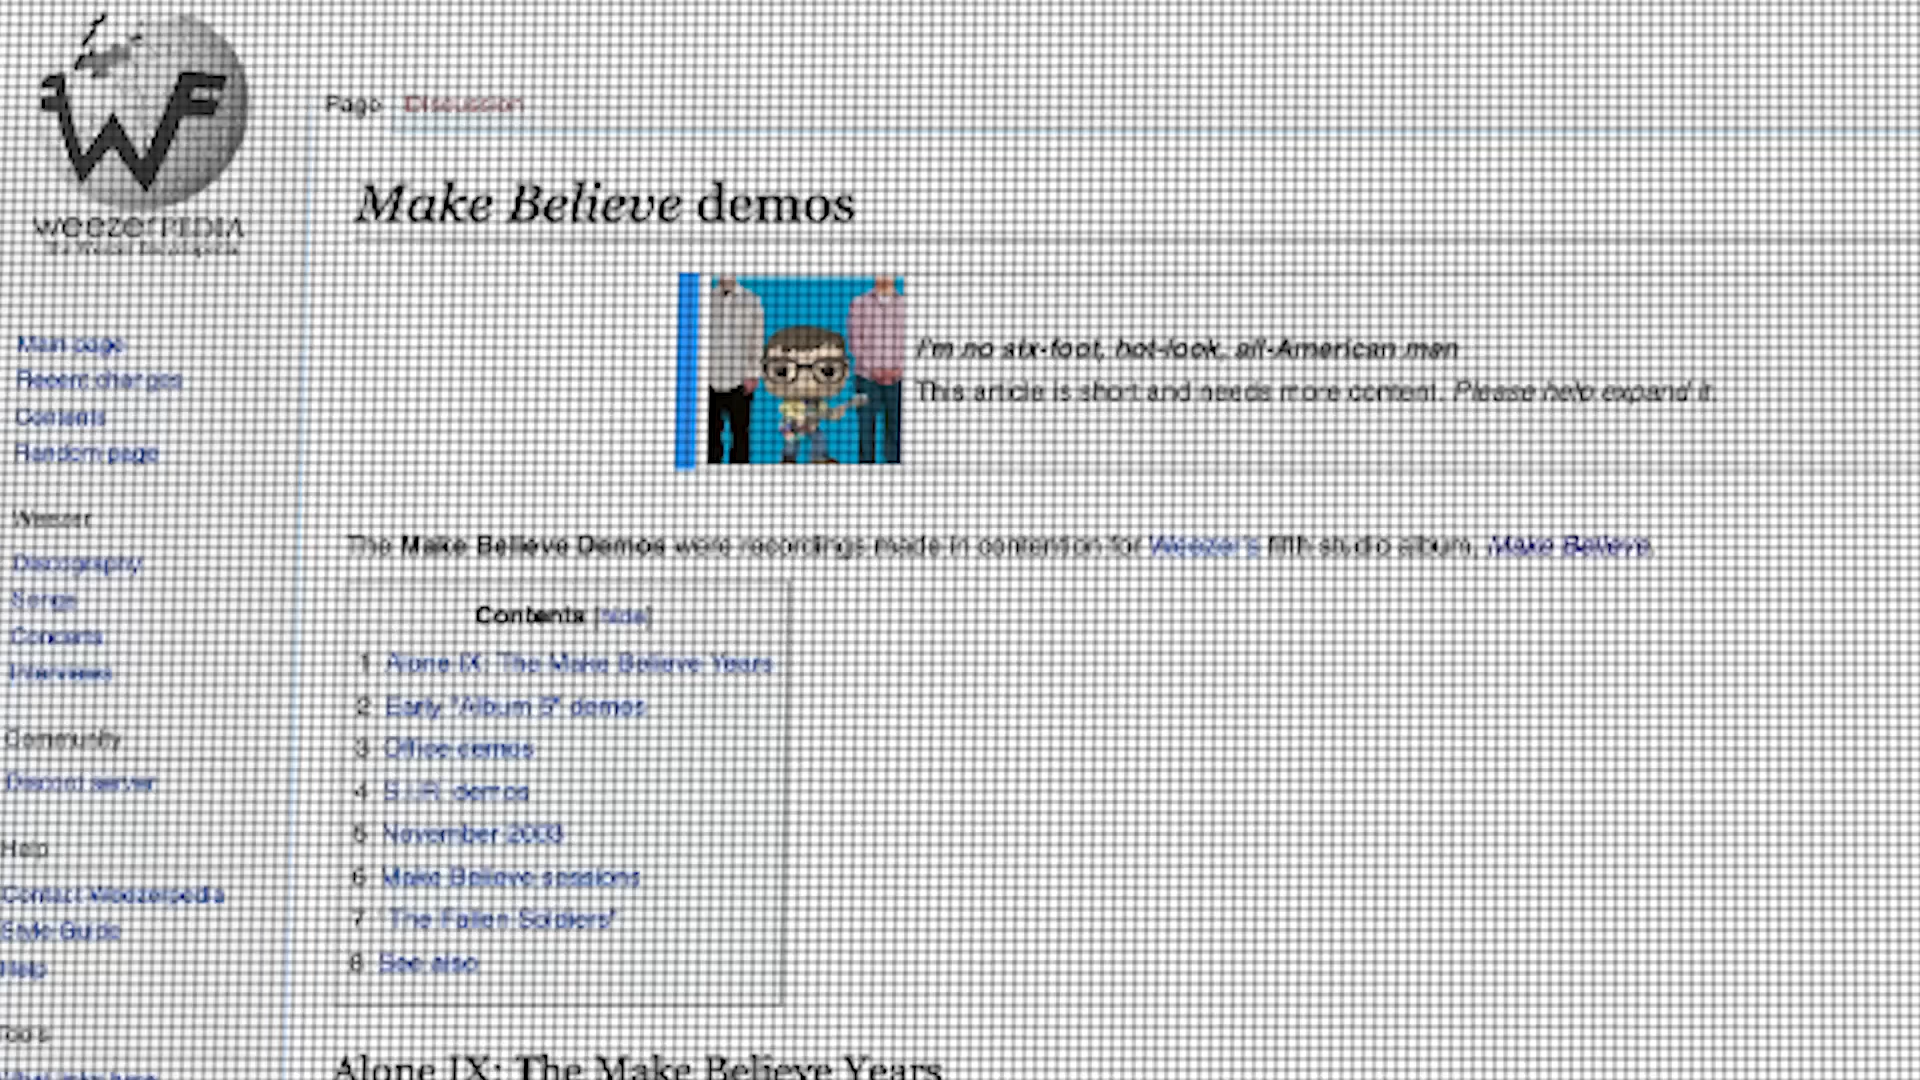 weezerPEDIA
The Weezer Encyclopedia
Page Discussion
Make Believe demos
Main page
Recent changes
Contents
Random page
I'm no six-foot, hot-look, all-American man
This article is short and needs more content. Please help expand it.
Weezer
Discography
Songs
Concerts
Interviews
The Make Believe Demos were recordings made in contention for Weezer's fifth studio album, Make Believe.
Contents [hide]
1 Alone IX: The Make Believe Years
2 Early "Album 5" demos
3 Office demos
4 S.I.R. demos
5 November 2003
6 Make Believe sessions
7 "The Fallen Soldiers"
8 See also
Community
Discord server
Help
Contact Weezerpedia
Style Guide
Help
Tools
What links here
Alone IX: The Make Believe Years